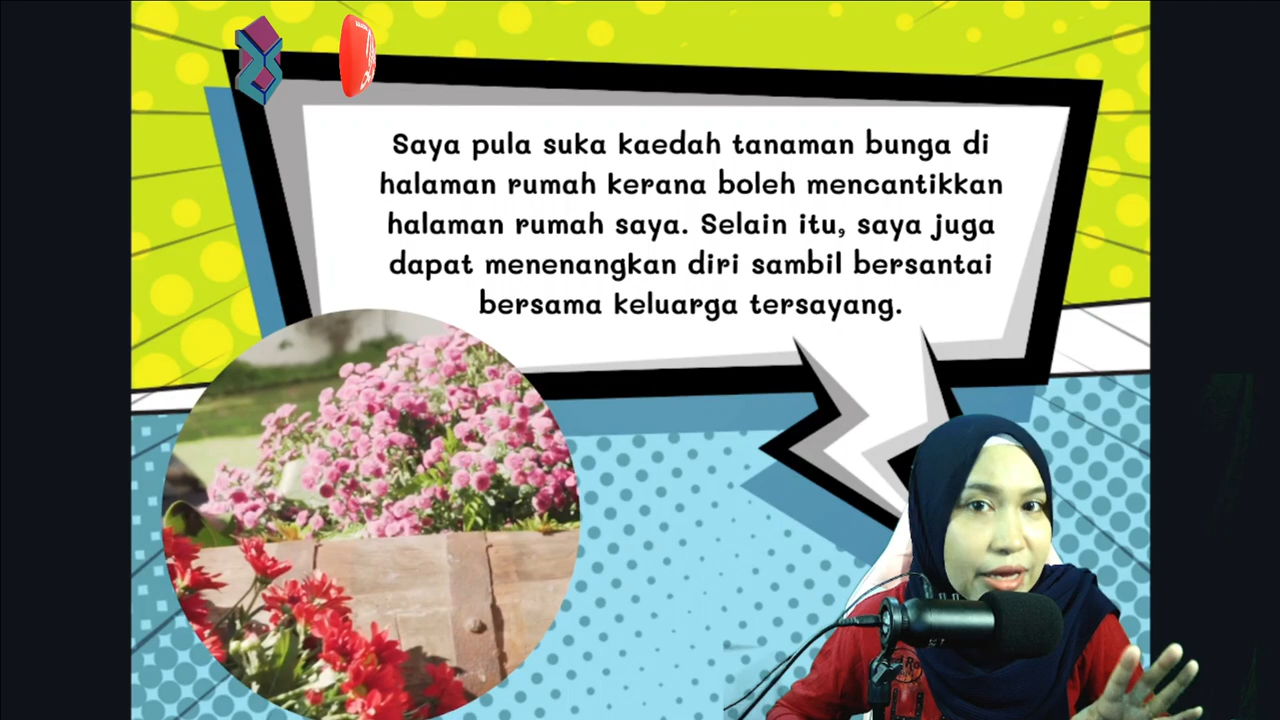 Saya pula suka kaedah tanaman bunga di
halaman rumah kerana boleh mencantikkan
halaman rumah saya. Selain itu, saya juga
dapat menenangkan diri sambil bersantai
bersama keluarga tersayang.